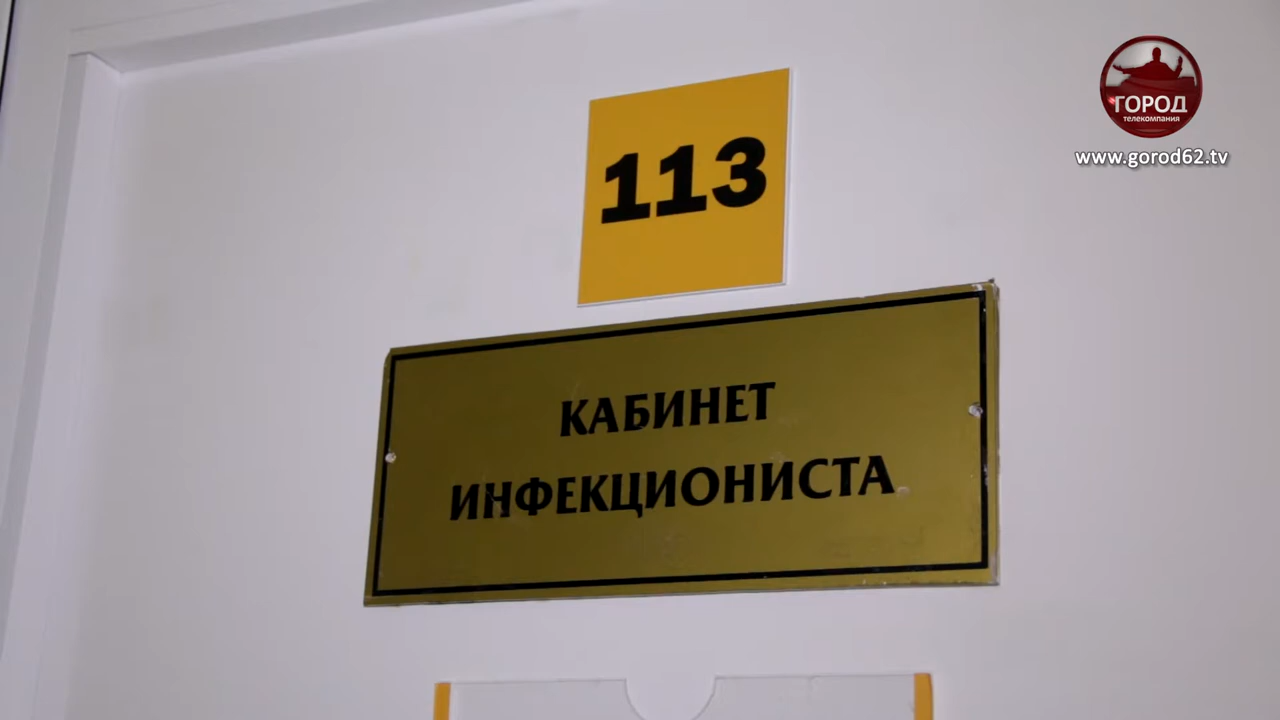 ГОРОД
телекомпания
www.gorod62.tv
113
КАБИНЕТ
ИНФЕКЦИОНИСТА